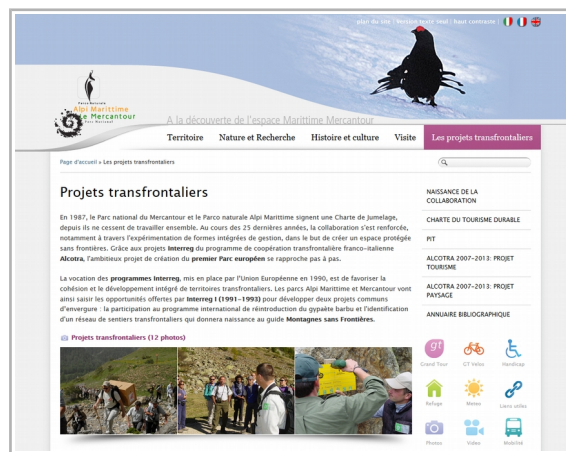 plan du site | version texte seul | haut contraste |
Parco Naturale
Alpi Marittime
Le Mercantour
Parc National
A la découverte de l'espace Marittime Mercantour
Territoire Nature et Recherche Histoire et culture Visite Les projets transfrontaliers
Page d'accueil » Les projets transfrontaliers
Projets transfrontaliers
En 1987, le Parc national du Mercantour et le Parco naturale Alpi Marittime signent une Charte de Jumelage,
depuis ils ne cessent de travailler ensemble. Au cours des 25 dernières années, la collaboration s'est renforcée,
notamment à travers l'expérimentation de formes intégrées de gestion, dans le but de créer un espace protégée
sans frontières. Grâce aux projets Interreg du programme de coopération transfrontalière franco-italienne
Alcotra, l'ambitieux projet de création du premier Parc européen se rapproche pas à pas.
La vocation des programmes Interreg, mis en place par l'Union Européenne en 1990, est de favoriser la
cohésion et le développement intégré de territoires transfrontaliers. Les parcs Alpi Marittime et Mercantour vont
ainsi saisir les opportunités offertes par Interreg I (1991-1993) pour développer deux projets communs
d'envergure : la participation au programme international de réintroduction du gypaète barbu et l'identification
d'un réseau de sentiers transfrontaliers qui donnera naissance au guide Montagnes sans Frontières.
Projets transfrontaliers (12 photos)
NAISSANCE DE LA
COLLABORATION
CHARTE DU TOURISME DURABLE
PIT
ALCOTRA 2007-2013: PROJET
TOURISME
ALCOTRA 2007-2013: PROJET
PAYSAGE
ANNUAIRE BIBLIOGRAPHIQUE
gt
Grand Tour GT Vélos Handicap
Refuge Meteo Liens utiles
Photos Video Mobilité